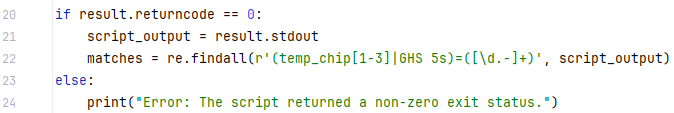 20 if result.returncode == 0:
21 script_output = result.stdout
22 matches = re.findall(r'(temp_chip[1-3]|GHS 5s)=([\d.-]+)', script_output)
23 else:
24 print("Error: The script returned a non-zero exit status.")